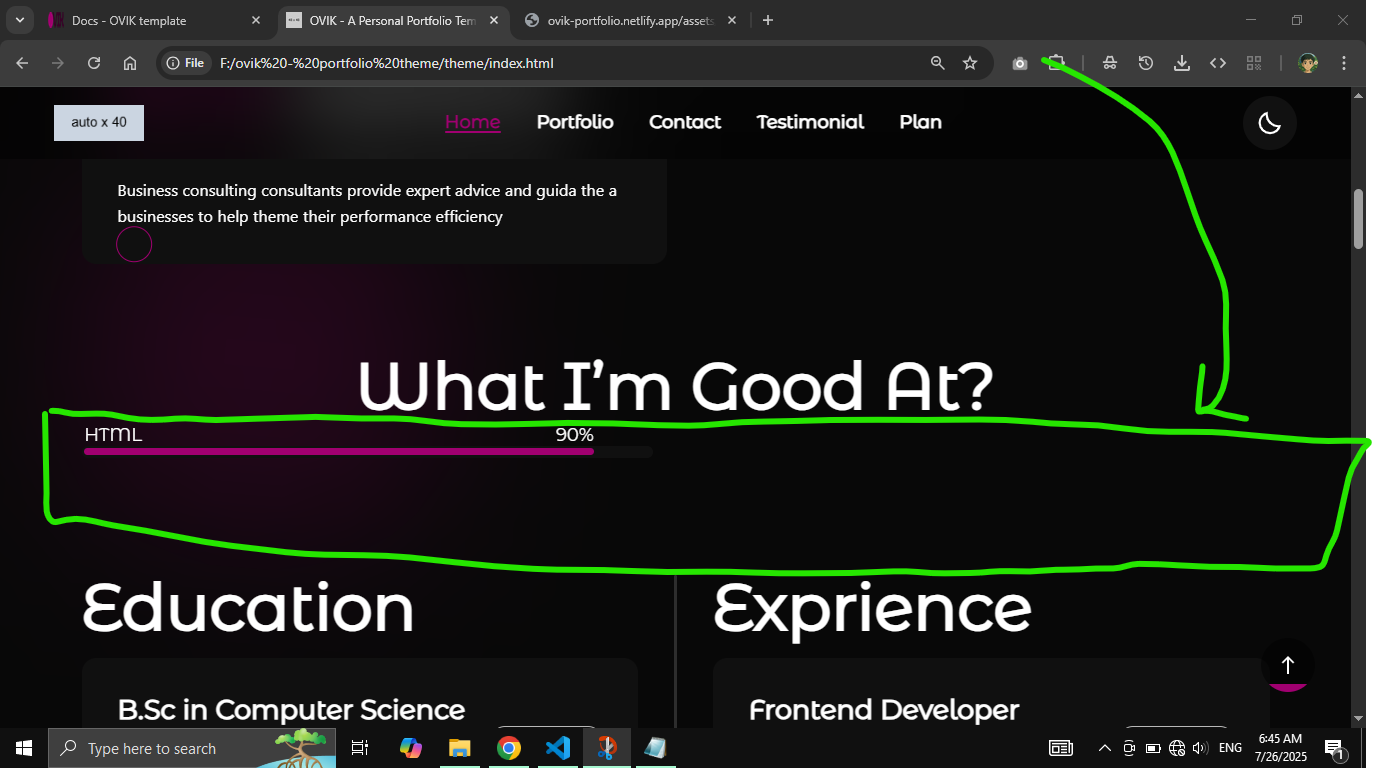 Docs - OVIK template
OVIK - A Personal Portfolio Tem
ovik-portfolio.netlify.app/assets
File
F:/ovik%20-%20portfolio%20theme/theme/index.html
auto x 40
Home
Portfolio
Contact
Testimonial
Plan
Business consulting consultants provide expert advice and guida the a
businesses to help theme their performance efficiency
What I'm Good At?
HTML
90%
Education
Exprience
B.Sc in Computer Science
Frontend Developer
Type here to search
ENG
6:45 AM
7/26/2025
1